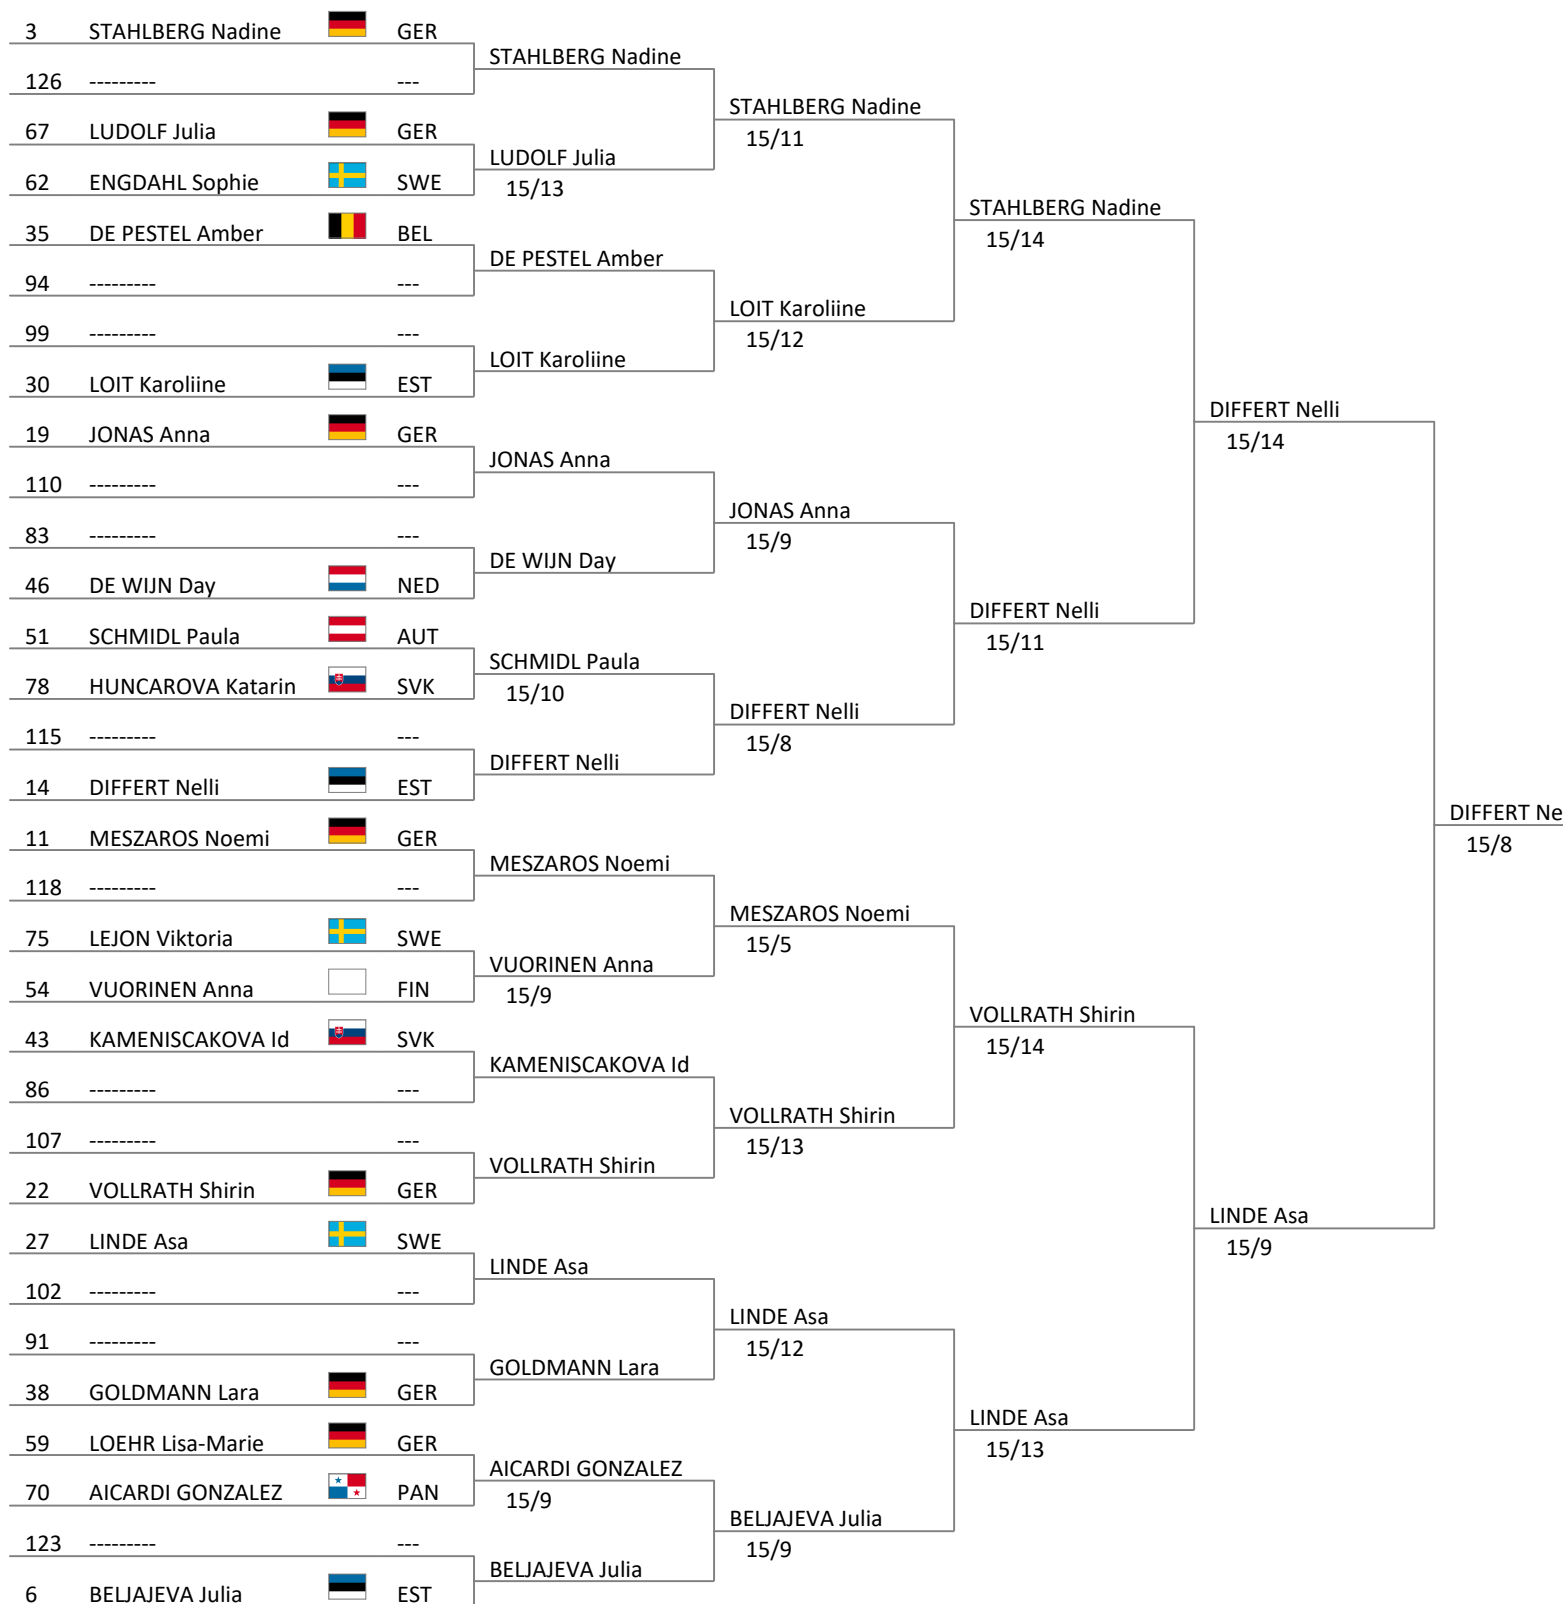 3 STAHLBERG Nadine GER
126 --------- ---
67 LUDOLF Julia GER
62 ENGDAHL Sophie SWE
35 DE PESTEL Amber BEL
94 --------- ---
99 --------- ---
30 LOIT Karoliine EST
19 JONAS Anna GER
110 --------- ---
83 --------- ---
46 DE WIJN Day NED
51 SCHMIDL Paula AUT
78 HUNCAROVA Katarin SVK
115 --------- ---
14 DIFFERT Nelli EST
11 MESZAROS Noemi GER
118 --------- ---
75 LEJON Viktoria SWE
54 VUORINEN Anna FIN
43 KAMENISCAKOVA Id SVK
86 --------- ---
107 --------- ---
22 VOLLRATH Shirin GER
27 LINDE Asa SWE
102 --------- ---
91 --------- ---
38 GOLDMANN Lara GER
59 LOEHR Lisa-Marie GER
70 AICARDI GONZALEZ PAN
123 --------- ---
6 BELJAJEVA Julia EST
STAHLBERG Nadine
LUDOLF Julia
15/13
DE PESTEL Amber
LOIT Karoliine
JONAS Anna
DE WIJN Day
SCHMIDL Paula
15/10
DIFFERT Nelli
MESZAROS Noemi
VUORINEN Anna
15/9
KAMENISCAKOVA Id
VOLLRATH Shirin
LINDE Asa
GOLDMANN Lara
AICARDI GONZALEZ
15/9
BELJAJEVA Julia
STAHLBERG Nadine
15/11
LOIT Karoliine
15/12
JONAS Anna
15/9
DIFFERT Nelli
15/8
MESZAROS Noemi
15/5
VOLLRATH Shirin
15/13
LINDE Asa
15/12
BELJAJEVA Julia
15/9
STAHLBERG Nadine
15/14
DIFFERT Nelli
15/11
VOLLRATH Shirin
15/14
LINDE Asa
15/13
DIFFERT Nelli
15/14
LINDE Asa
15/9
DIFFERT Ne
15/8